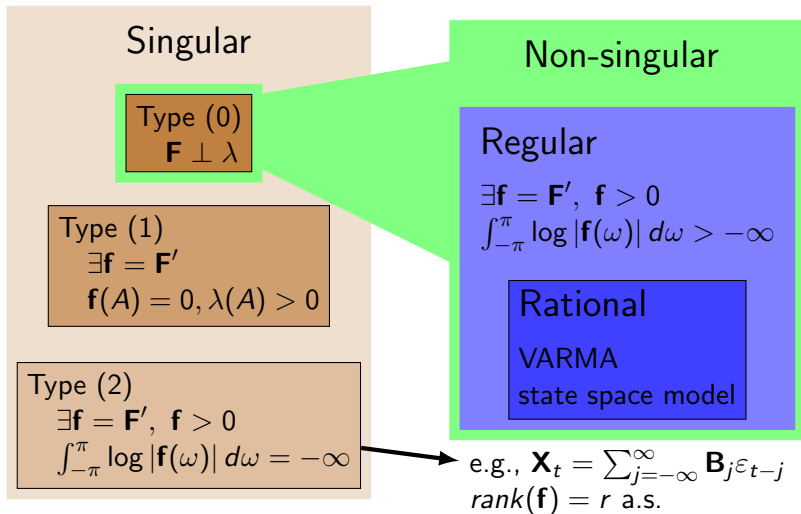 Singular
Type (0)
F ⊥ λ
Type (1)
∃f = F′
f(A) = 0, λ(A) > 0
Type (2)
∃f = F′, f > 0
∫_{-π}^{π} log |f(ω)| dω = −∞
Non-singular
Regular
∃f = F′, f > 0
∫_{-π}^{π} log |f(ω)| dω > −∞
Rational
VARMA
state space model
e.g., X_t = ∑_{j=-∞}^{∞} B_j ε_{t−j}
rank(f) = r a.s.